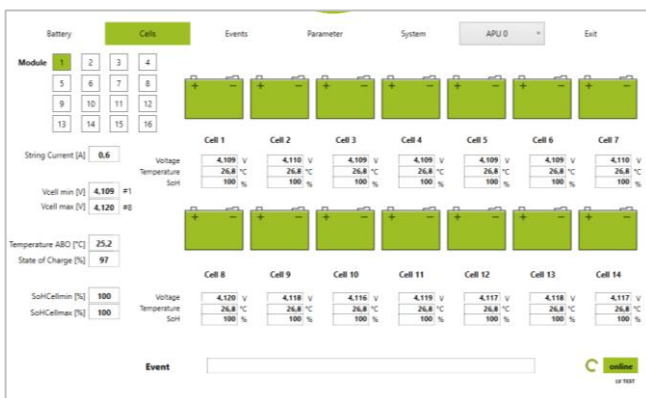 Battery Cells Events Parameter System APU 0 Exit
Module 1 2 3 4
5 6 7 8
9 10 11 12
13 14 15 16
+ − + − + − + − + − + − + −
Cell 1 Cell 2 Cell 3 Cell 4 Cell 5 Cell 6 Cell 7
String Current [A] 0.6
Voltage 4,109 V 4,110 V 4,109 V 4,109 V 4,109 V 4,109 V 4,110 V
Temperature 26,8 °C 26,8 °C 26,8 °C 26,8 °C 26,8 °C 26,8 °C 26,8 °C
SoH 100 % 100 % 100 % 100 % 100 % 100 % 100 %
Vcell min [V] 4,109 #1
Vcell max [V] 4,120 #8
+ − + − + − + − + − + − + −
Temperature ABO [°C] 25.2
State of Charge [%] 97
Cell 8 Cell 9 Cell 10 Cell 11 Cell 12 Cell 13 Cell 14
SoHCellmin [%] 100
SoHCellmax [%] 100
Voltage 4,120 V 4,118 V 4,116 V 4,119 V 4,117 V 4,118 V 4,117 V
Temperature 26,8 °C 26,8 °C 26,8 °C 26,8 °C 26,8 °C 26,8 °C 26,8 °C
SoH 100 % 100 % 100 % 100 % 100 % 100 % 100 %
Event
online
LV TEST